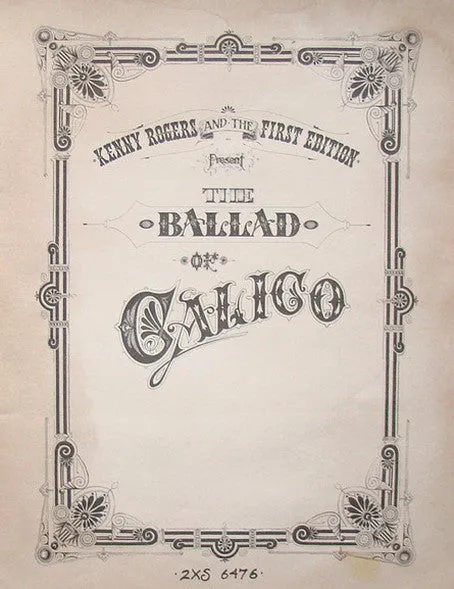 KENNY ROGERS AND THE FIRST EDITION
Present
THE
BALLAD
OF
CALICO
·2XS 6476·